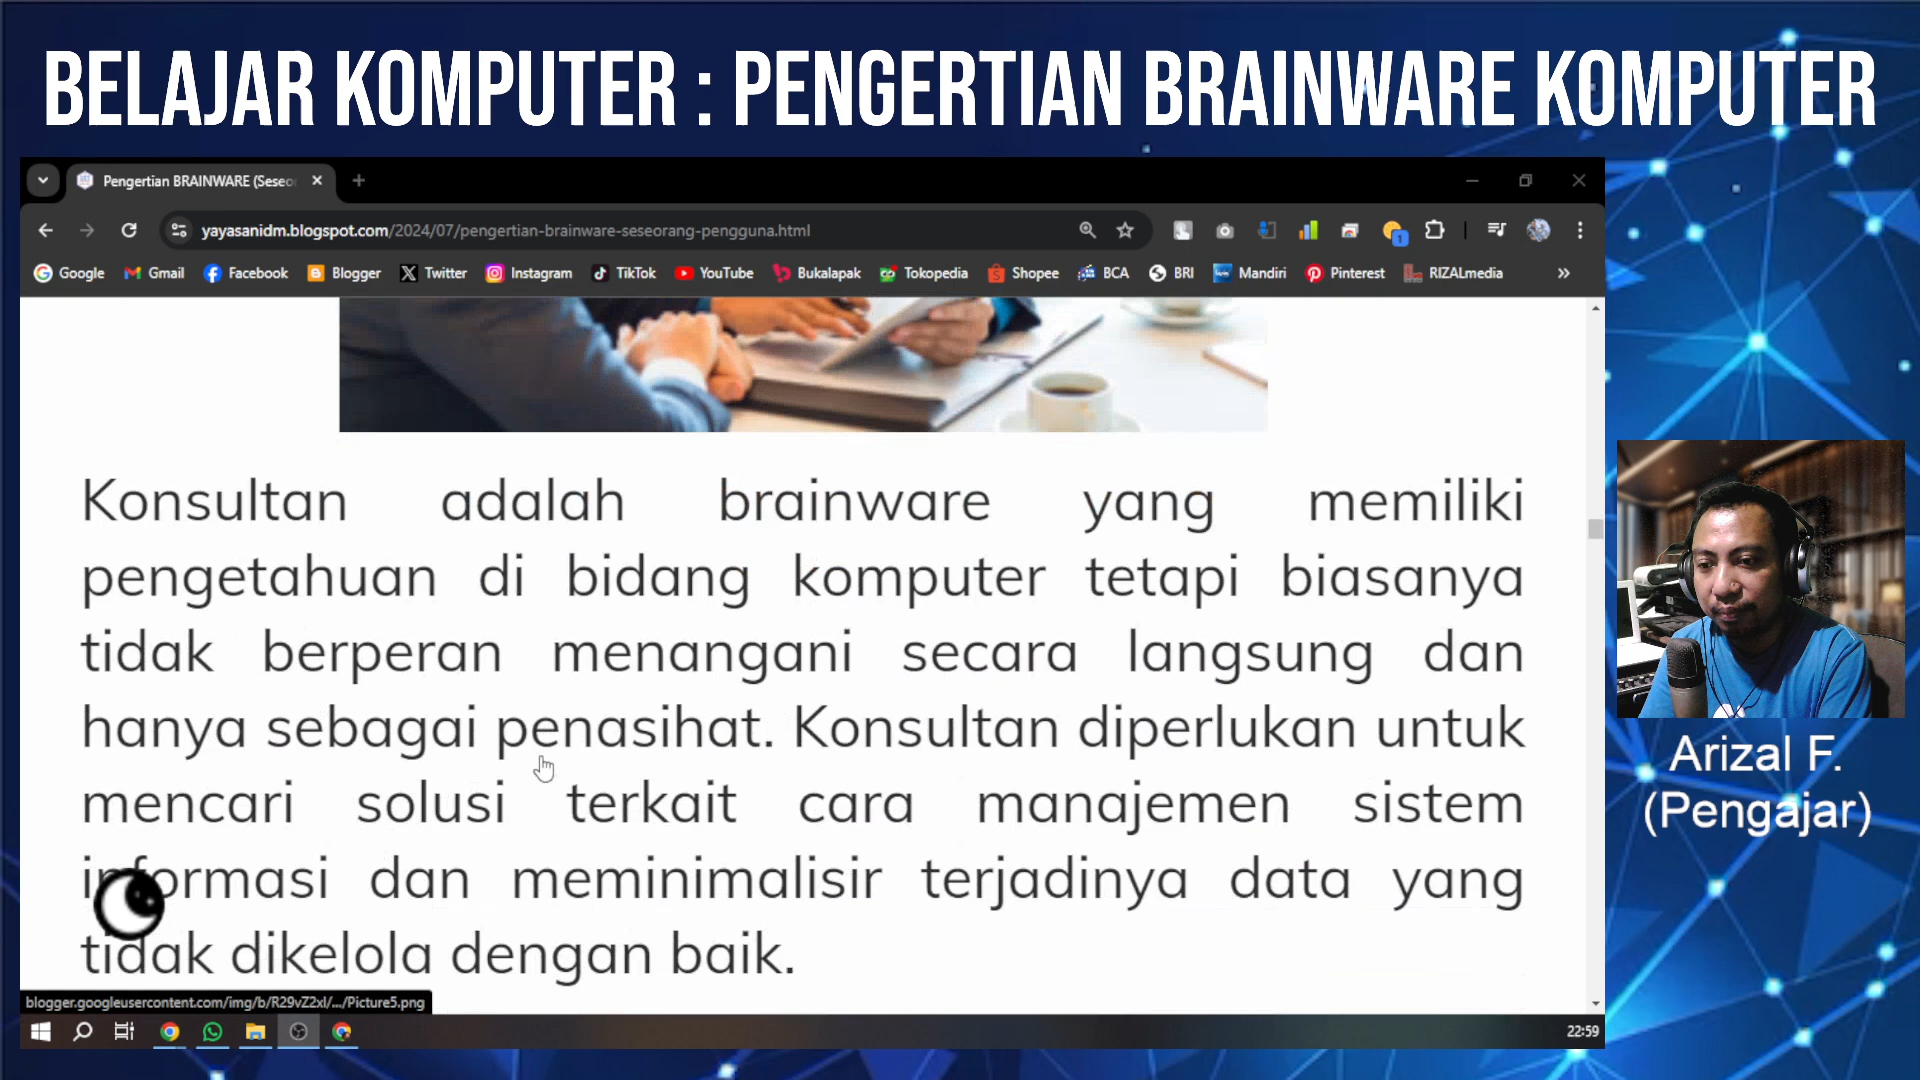 BELAJAR KOMPUTER : PENGERTIAN BRAINWARE KOMPUTER
Pengertian BRAINWARE (Seseo
yayasanidm.blogspot.com/2024/07/pengertian-brainware-seseorang-pengguna.html
1
Google Gmail Facebook Blogger Twitter Instagram TikTok YouTube Bukalapak Tokopedia Shopee BCA BRI Mandiri Pinterest RIZALmedia
Konsultan adalah brainware yang memiliki
pengetahuan di bidang komputer tetapi biasanya
tidak berperan menangani secara langsung dan
hanya sebagai penasihat. Konsultan diperlukan untuk
mencari solusi terkait cara manajemen sistem
informasi dan meminimalisir terjadinya data yang
tidak dikelola dengan baik.
blogger.googleusercontent.com/img/b/R29vZ2xl/.../Picture5.png
22:59
Arizal F.
(Pengajar)